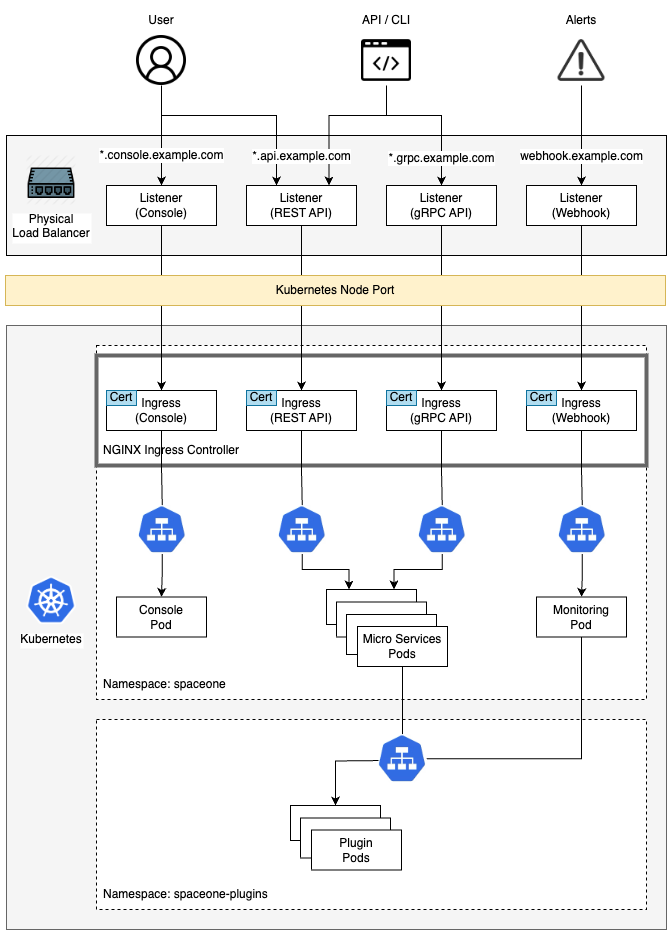 User
API / CLI
Alerts
*.console.example.com
*.api.example.com
*.grpc.example.com
webhook.example.com
Physical
Load Balancer
Listener
(Console)
Listener
(REST API)
Listener
(gRPC API)
Listener
(Webhook)
Kubernetes Node Port
Cert
Ingress
(Console)
Cert
Ingress
(REST API)
Cert
Ingress
(gRPC API)
Cert
Ingress
(Webhook)
NGINX Ingress Controller
Kubernetes
Console
Pod
Micro Services
Pods
Monitoring
Pod
Namespace: spaceone
Plugin
Pods
Namespace: spaceone-plugins